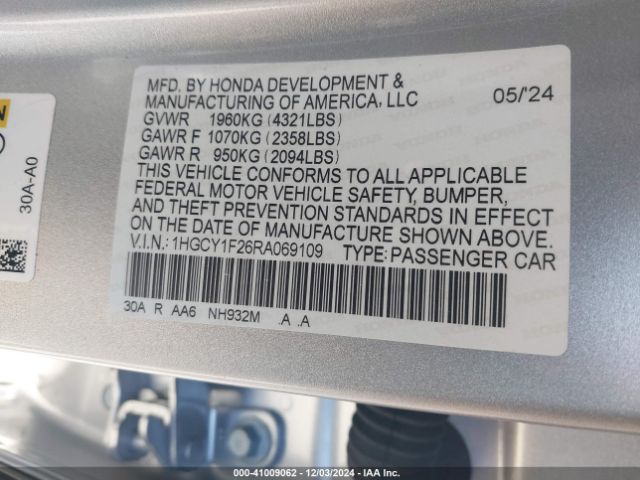 MFD. BY HONDA DEVELOPMENT &
MANUFACTURING OF AMERICA, LLC 05/'24
GVWR 1960KG (4321LBS)
GAWR F 1070KG (2358LBS)
GAWR R 950KG (2094LBS)
THIS VEHICLE CONFORMS TO ALL APPLICABLE
FEDERAL MOTOR VEHICLE SAFETY, BUMPER,
AND THEFT PREVENTION STANDARDS IN EFFECT
ON THE DATE OF MANUFACTURE SHOWN ABOVE.
V.I.N.: 1HGCY1F26RA069109 TYPE: PASSENGER CAR
30A R AA6 NH932M .A .A
30A-A0
000-41009062 - 12/03/2024 - IAA Inc.